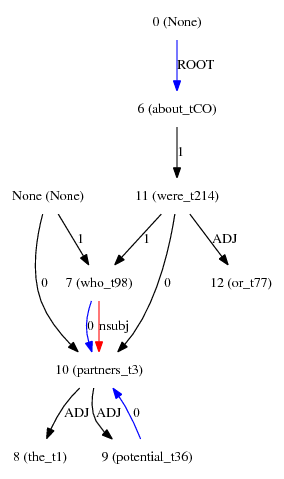 0 (None)
ROOT
6 (about_tCO)
1
None (None)
11 (were_t214)
1
1
ADJ
0
7 (who_t98)
0
12 (or_t77)
0
nsubj
10 (partners_t3)
ADJ
ADJ
0
8 (the_t1)
9 (potential_t36)